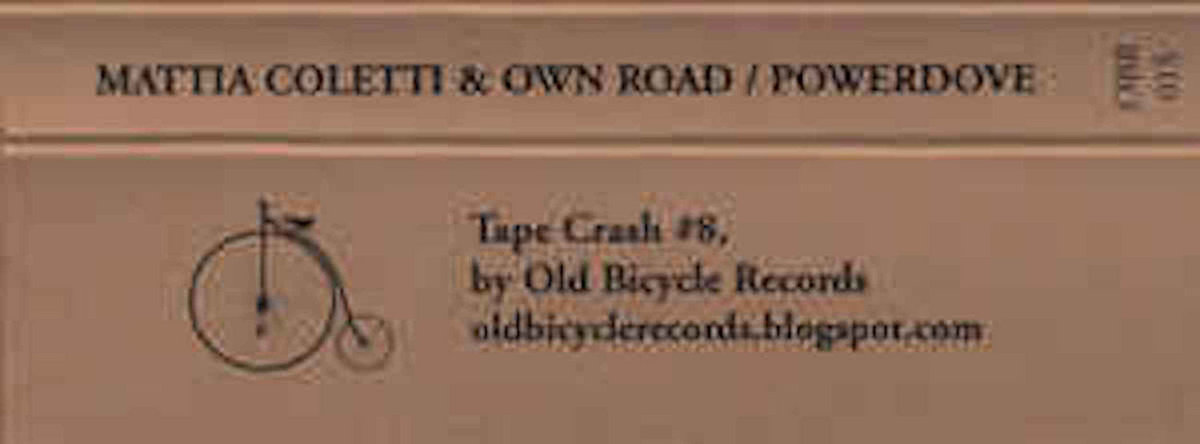 MATTIA COLETTI & OWN ROAD / POWERDOVE
Tape Crash #8,
by Old Bicycle Records
oldbicyclerecords.blogspot.com